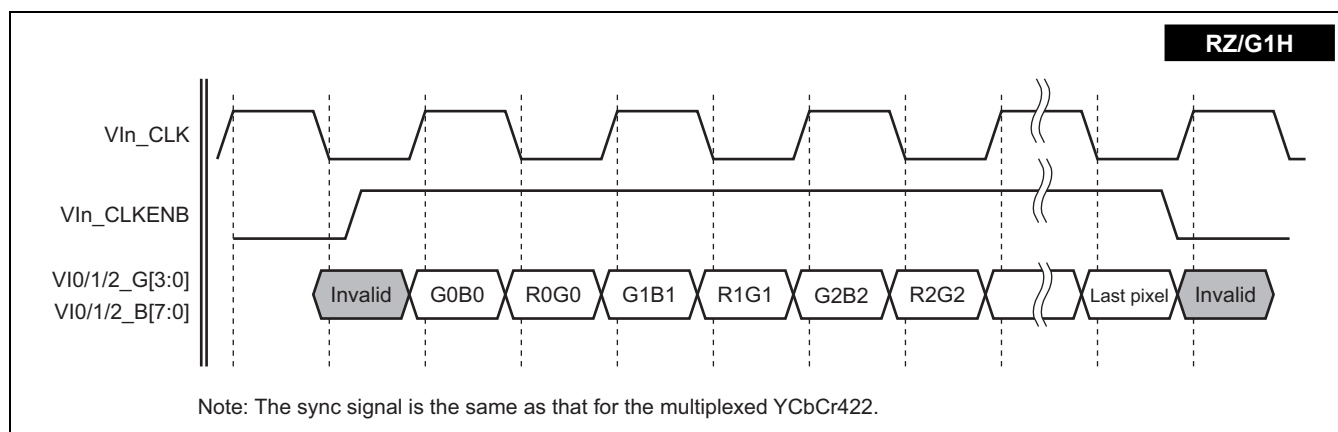 RZ/G1H
VIn_CLK
VIn_CLKENB
VI0/1/2_G[3:0]
VI0/1/2_B[7:0]
Invalid G0B0 R0G0 G1B1 R1G1 G2B2 R2G2 Last pixel Invalid
Note: The sync signal is the same as that for the multiplexed YCbCr422.